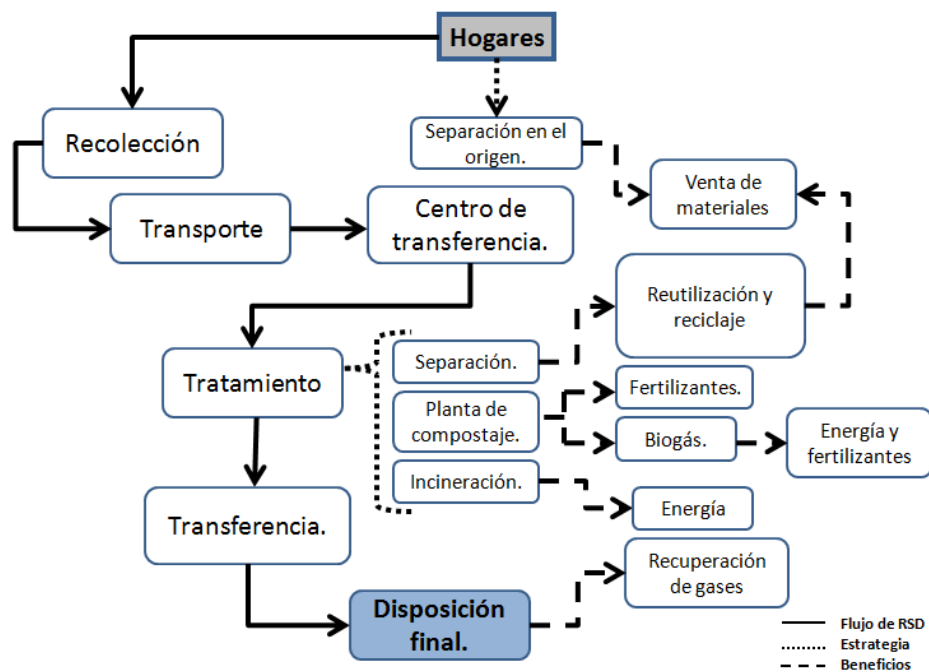 Hogares
Recolección
Separación en el
origen.
Venta de
materiales
Transporte
Centro de
transferencia.
Reutilización y
reciclaje
Tratamiento
Separación.
Fertilizantes.
Planta de
compostaje.
Biogás.
Energía y
fertilizantes
Incineración.
Energía
Transferencia.
Recuperación
de gases
Disposición
final.
Flujo de RSD
Estrategia
Beneficios